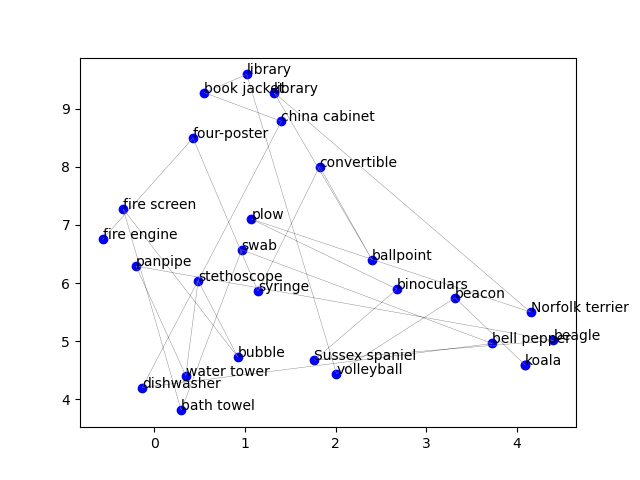 library
book jacket
library
china cabinet
four-poster
convertible
fire screen
plow
fire engine
swab
ballpoint
panpipe
stethoscope
syringe
binoculars
beacon
Norfolk terrier
bell pepper
beagle
bubble
Sussex spaniel
koala
water tower
volleyball
dishwasher
bath towel
9
8
7
6
5
4
0
1
2
3
4